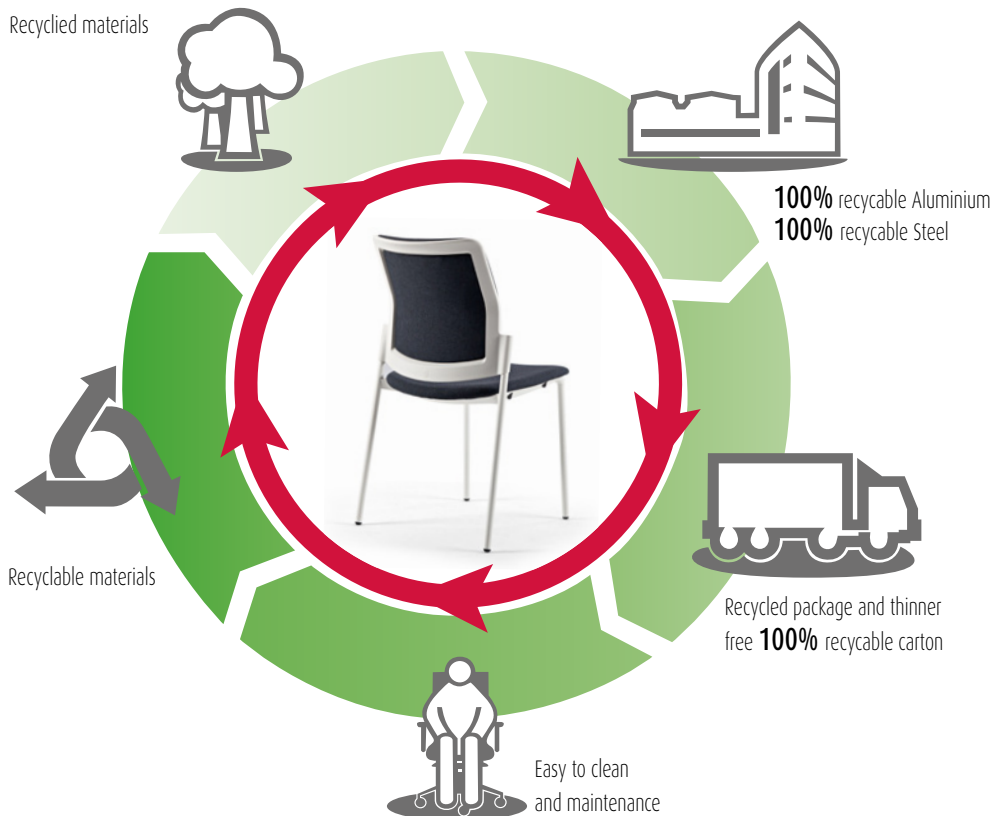 Recyclied materials
100% recycable Aluminium
100% recycable Steel
Recycled package and thinner
free 100% recycable carton
Easy to clean
and maintenance
Recyclable materials